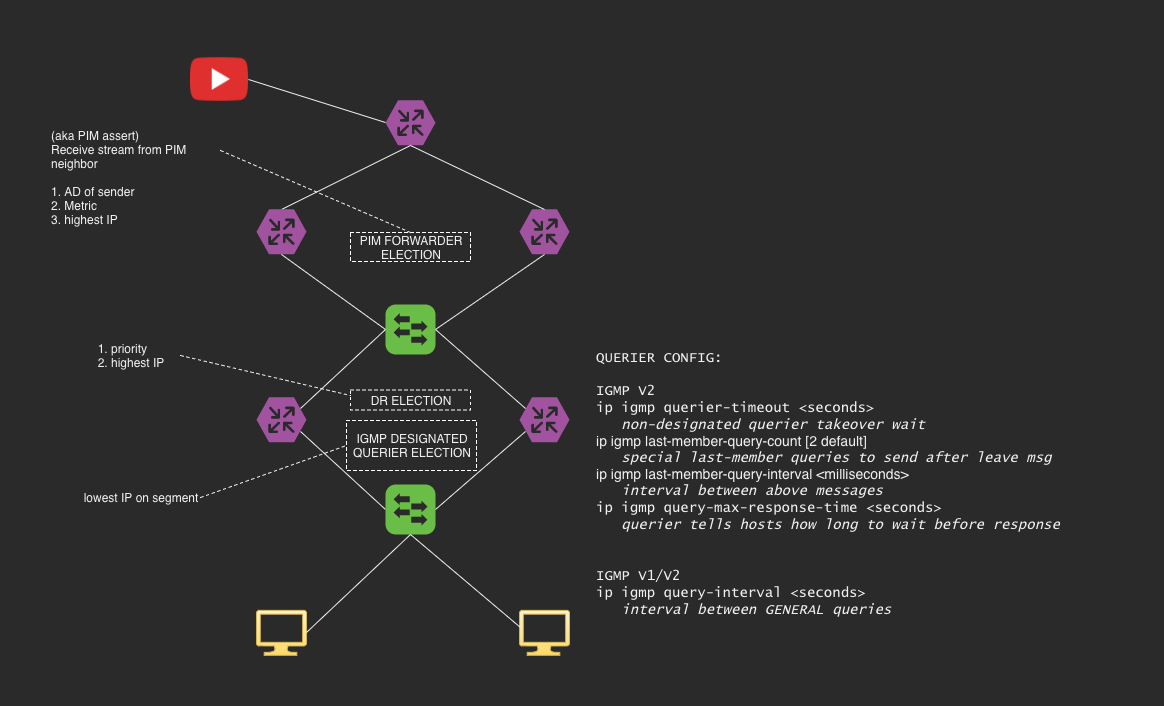 (aka PIM assert)
Receive stream from PIM
neighbor
1. AD of sender
2. Metric
3. highest IP
PIM FORWARDER
ELECTION
1. priority
2. highest IP
DR ELECTION
IGMP DESIGNATED
QUERIER ELECTION
lowest IP on segment
QUERIER CONFIG:
IGMP V2
ip igmp querier-timeout <seconds>
non-designated querier takeover wait
ip igmp last-member-query-count [2 default]
special last-member queries to send after leave msg
ip igmp last-member-query-interval <milliseconds>
interval between above messages
ip igmp query-max-response-time <seconds>
querier tells hosts how long to wait before response
IGMP V1/V2
ip igmp query-interval <seconds>
interval between GENERAL queries